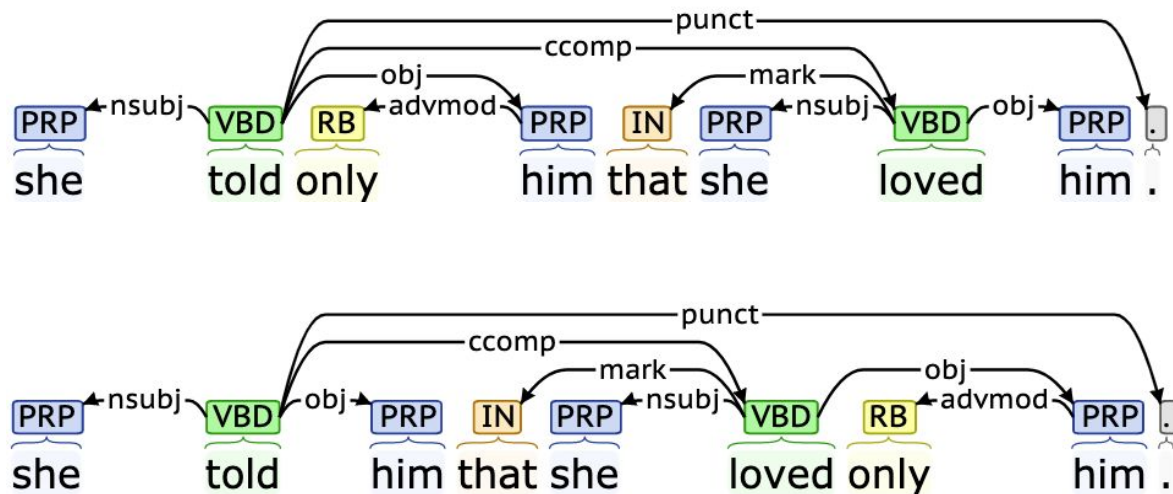 punct
ccomp
obj mark
PRP nsubj VBD RB advmod PRP IN PRP nsubj VBD obj PRP .
she told only him that she loved him .
punct
ccomp
mark obj
PRP nsubj VBD obj PRP IN PRP nsubj VBD RB advmod PRP .
she told him that she loved only him .